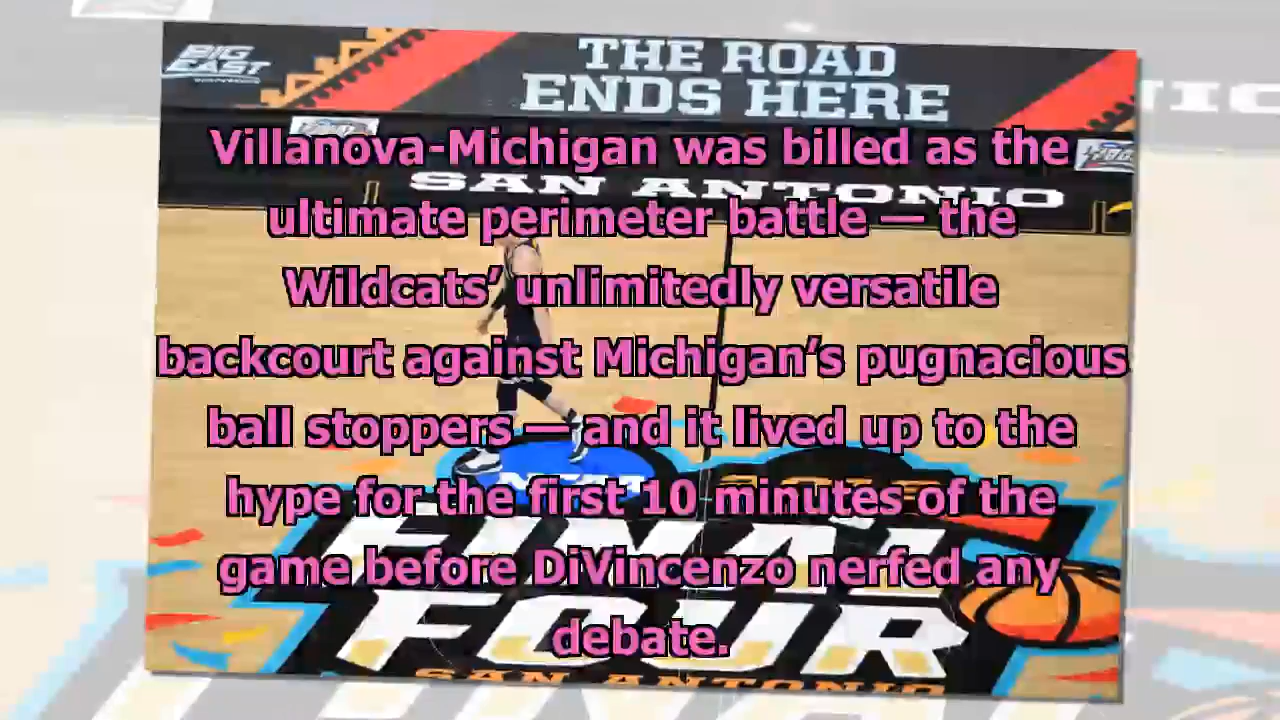 BIG
EAST
THE ROAD
ENDS HERE
Villanova-Michigan was billed as the
SAN ANTONIO
ultimate perimeter battle — the
Wildcats’ unlimitedly versatile
backcourt against Michigan’s pugnacious
ball stoppers — and it lived up to the
hype for the first 10 minutes of the
game before DiVincenzo nerfed any
debate.
FINAL
FOUR
SAN ANTONIO